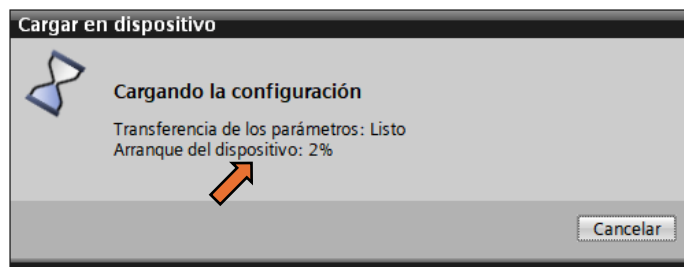 Cargar en dispositivo
Cargando la configuración
Transferencia de los parámetros: Listo
Arranque del dispositivo: 2%
Cancelar